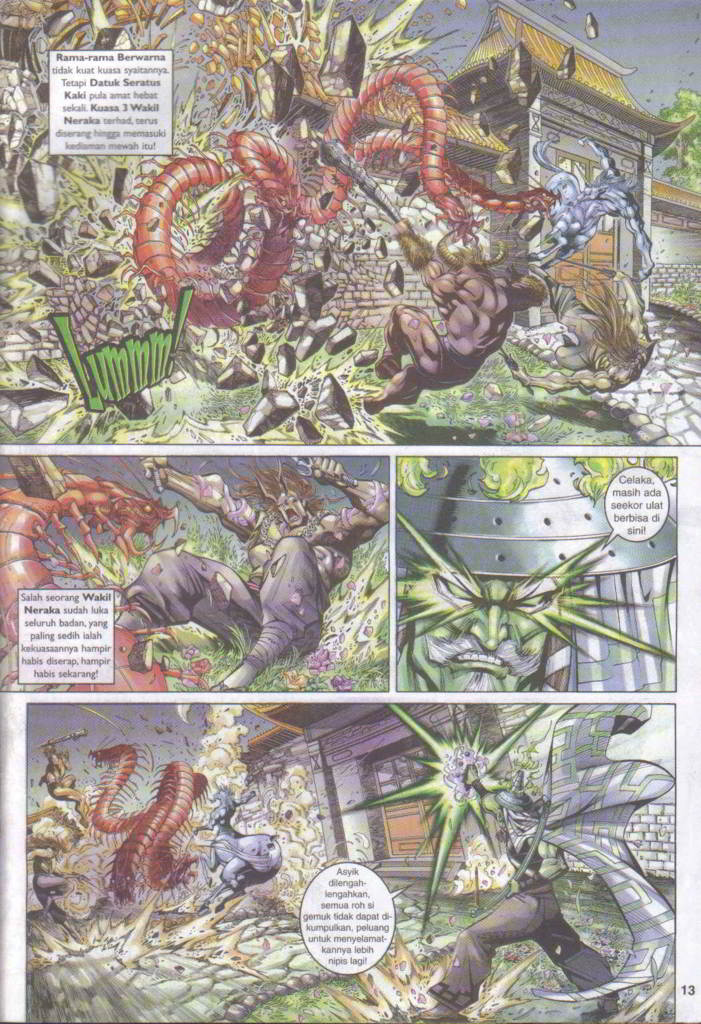 Rama-rama Berwarna
tidak kuat kuasa syaitannya.
Tetapi Datuk Seratus
Kaki pula amat hebat
sekali. Kuasa 3 Wakil
Neraka terhad, terus
diserang hingga memasuki
kediaman mewah itu!
Lummm!
Celaka,
masih ada
seekor ulat
berbisa di
sini!
Salah seorang Wakil
Neraka sudah luka
seluruh badan, yang
paling sedih ialah
kekuasaannya hampir
habis diserap, hampir
habis sekarang!
Asyik
dilengah-
lengahkan,
semua roh si
gemuk tidak dapat di-
kumpulkan, peluang
untuk menyelamat-
kannya lebih
nipis lagi!
13